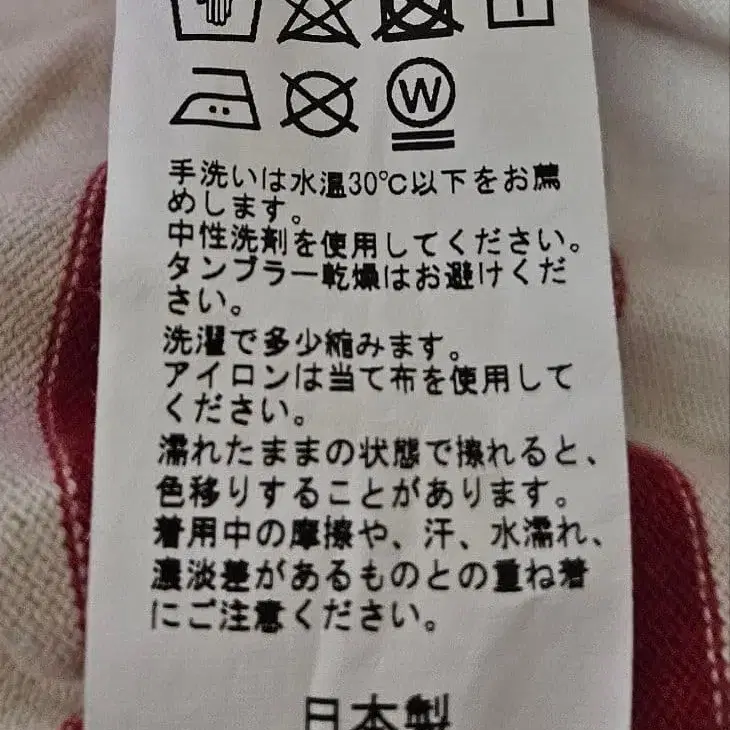 W
手洗いは水温30℃以下をお薦
めします。
中性洗剤を使用してください。
タンブラー乾燥はお避けくだ
さい。
洗濯で多少縮みます。
アイロンは当て布を使用して
ください。
濡れたままの状態で擦れると、
色移りすることがあります。
着用中の摩擦や、汗、水濡れ、
濃淡差があるものとの重ね着
にご注意ください。
日本製